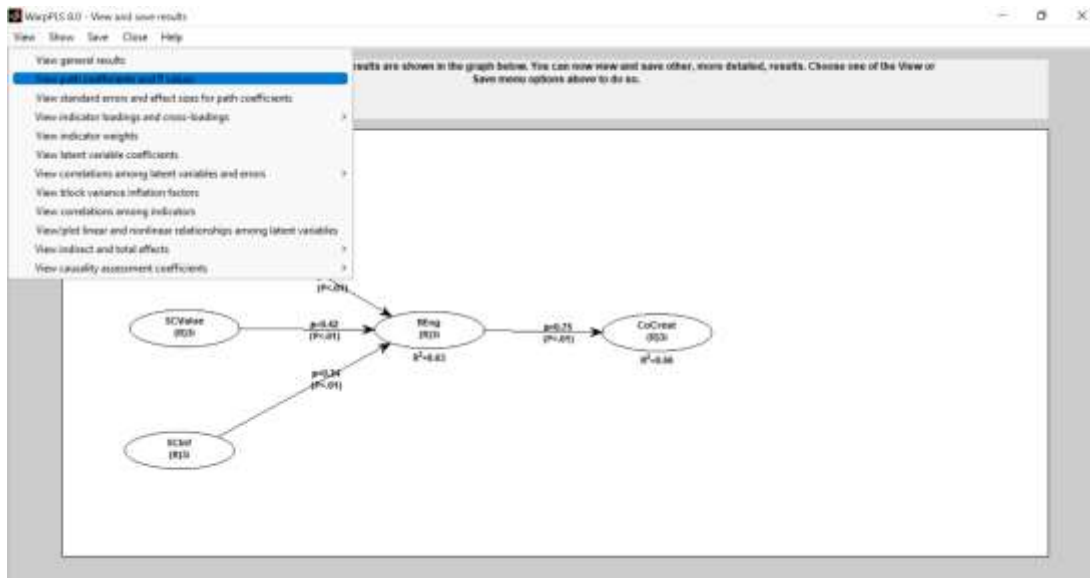 WarpPLS 8.0 - View and save results
View Show Save Close Help
View general results
View path coefficients and P values
results are shown in the graph below. You can now view and save other, more detailed, results. Choose one of the View or
Save menu options above to do so.
View standard errors and effect sizes for path coefficients
View indicator loadings and cross-loadings
View indicator weights
View latent variable coefficients
View correlations among latent variables and errors
View block variance inflation factors
View correlations among indicators
View/plot linear and nonlinear relationships among latent variables
View indirect and total effects
View causality assessment coefficients
(P<.01)
SCValue
(R)3i
β=0.42
(P<.01)
BEng
(R)3i
R²=0.63
β=0.75
(P<.01)
CoCreat
(R)3i
(P<.01)
SCInf
(R)3i